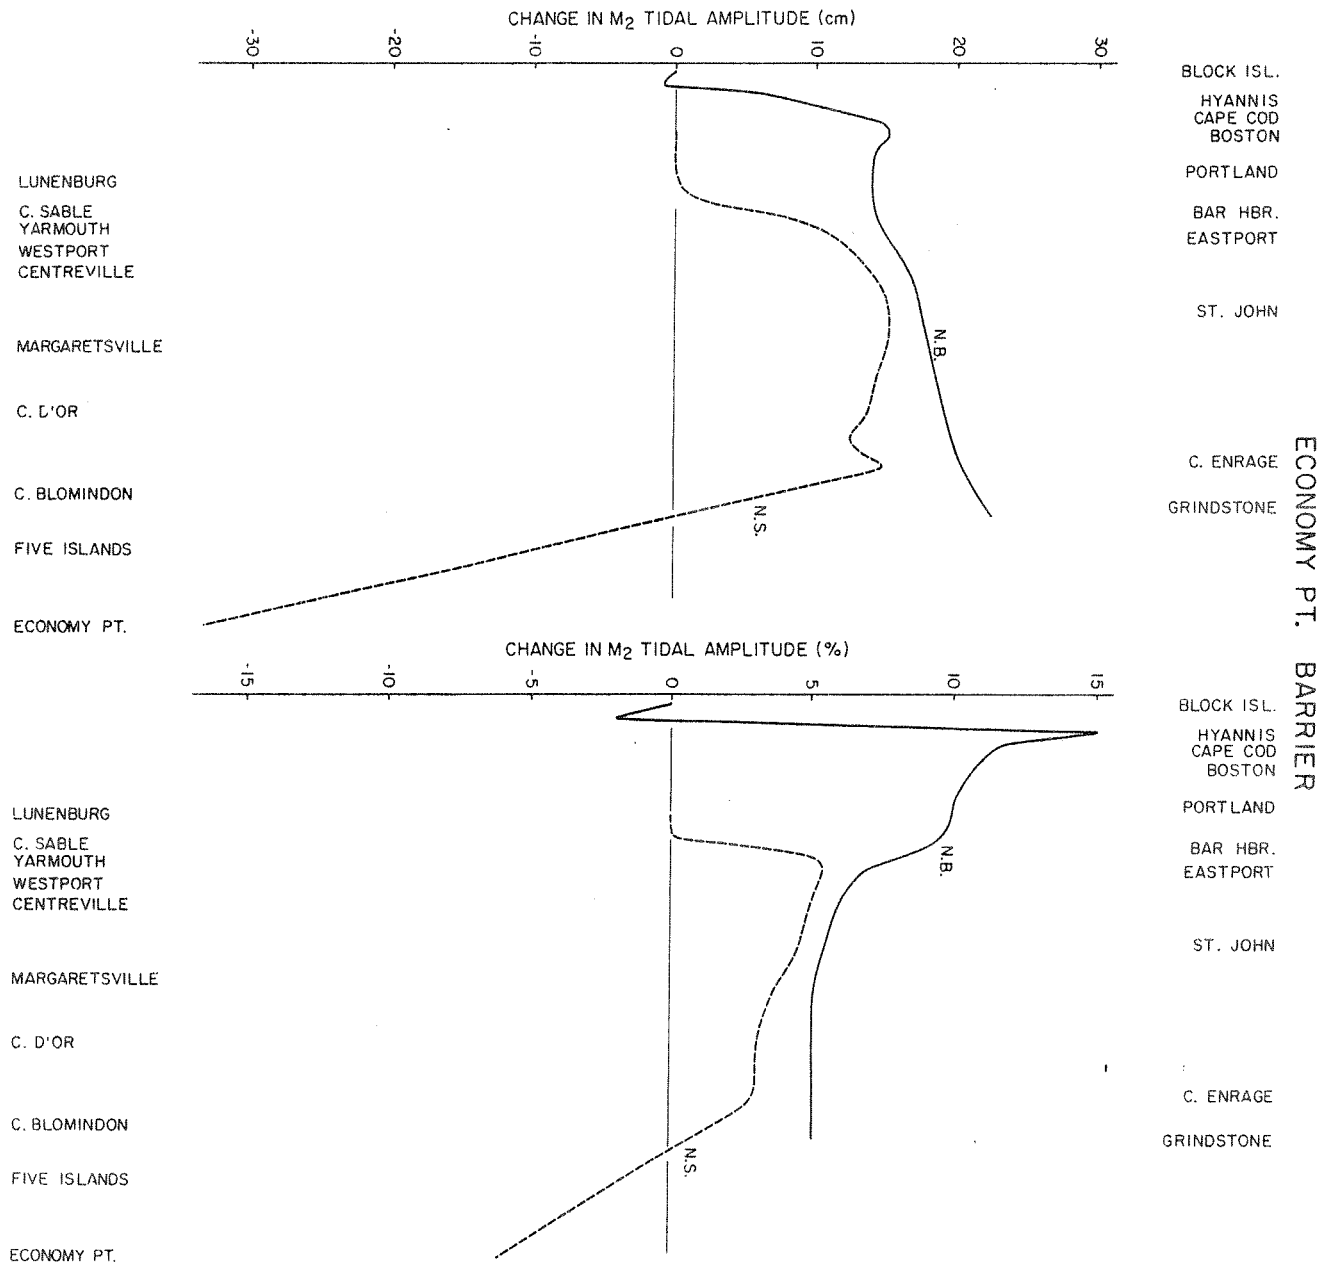 CHANGE IN M2 TIDAL AMPLITUDE (cm)
-30 -20 -10 0 10 20 30
BLOCK ISL.
HYANNIS
CAPE COD
BOSTON
PORTLAND
BAR HBR.
EASTPORT
ST. JOHN
C. ENRAGE
GRINDSTONE
LUNENBURG
C. SABLE
YARMOUTH
WESTPORT
CENTREVILLE
MARGARETSVILLE
C. D'OR
C. BLOMINDON
FIVE ISLANDS
ECONOMY PT.
N.B.
N.S.
CHANGE IN M2 TIDAL AMPLITUDE (%)
-15 -10 -5 0 5 10 15
BLOCK ISL.
HYANNIS
CAPE COD
BOSTON
PORTLAND
BAR HBR.
EASTPORT
ST. JOHN
C. ENRAGE
GRINDSTONE
LUNENBURG
C. SABLE
YARMOUTH
WESTPORT
CENTREVILLE
MARGARETSVILLE
C. D'OR
C. BLOMINDON
FIVE ISLANDS
ECONOMY PT.
N.B.
N.S.
ECONOMY PT. BARRIER